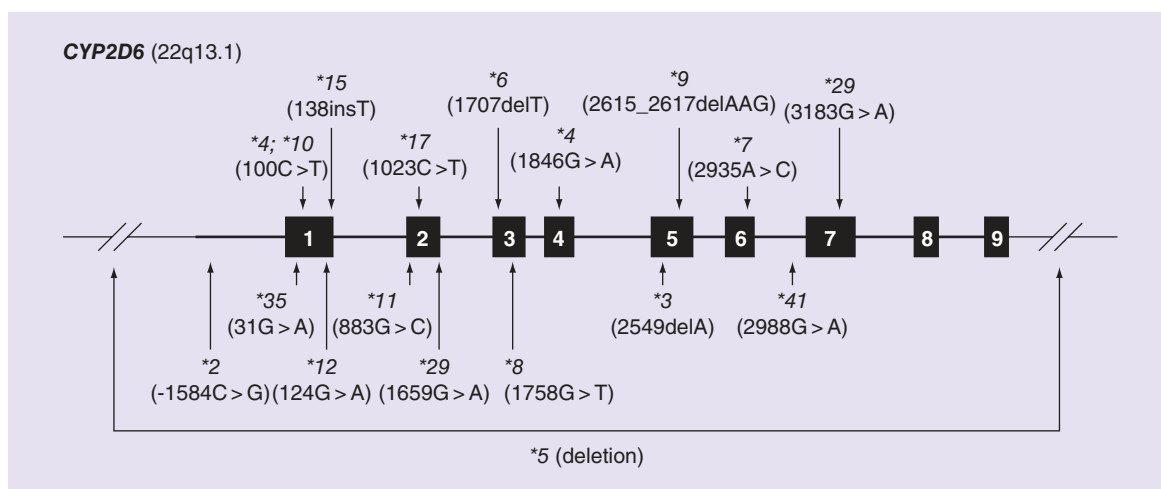 CYP2D6 (22q13.1)
*15
(138insT)
*6
(1707delT)
*9
(2615_2617delAAG)
*29
(3183G > A)
*4; *10
(100C >T)
*17
(1023C >T)
*4
(1846G > A)
*7
(2935A > C)
1
2
3
4
5
6
7
8
9
*35
(31G > A)
*11
(883G > C)
*3
(2549delA)
*41
(2988G > A)
*2
(-1584C > G)
*12
(124G > A)
*29
(1659G > A)
*8
(1758G > T)
*5 (deletion)